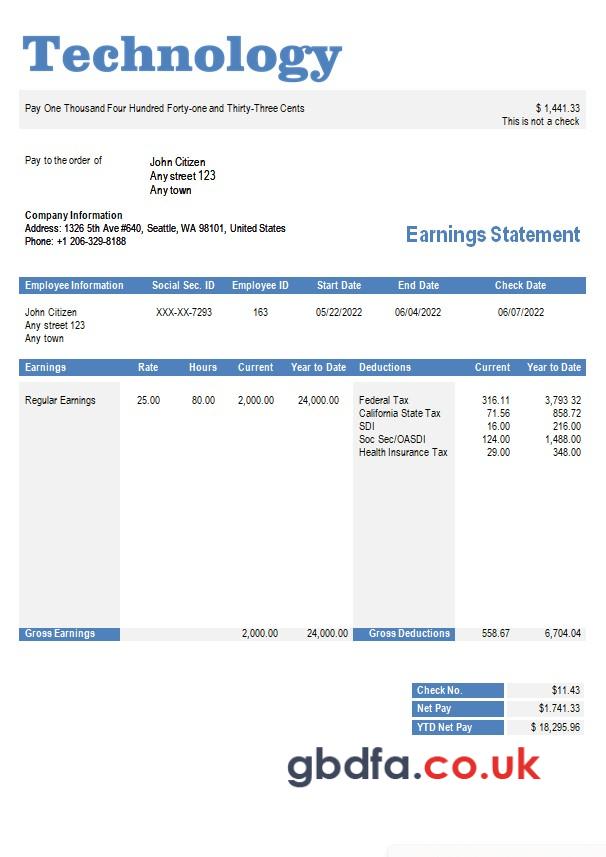 Technology
Pay One Thousand Four Hundred Forty-one and Thirty-Three Cents $ 1,441.33
This is not a check
Pay to the order of John Citizen
Any street 123
Any town
Company Information
Address: 1326 5th Ave #640, Seattle, WA 98101, United States
Phone: +1 206-329-8188
Earnings Statement
Employee Information Social Sec. ID Employee ID Start Date End Date Check Date
John Citizen XXX-XX-7293 163 05/22/2022 06/04/2022 06/07/2022
Any street 123
Any town
Earnings Rate Hours Current Year to Date Deductions Current Year to Date
Regular Earnings 25.00 80.00 2,000.00 24,000.00 Federal Tax 316.11 3,793 32
California State Tax 71.56 858.72
SDI 16.00 216.00
Soc Sec/OASDI 124.00 1,488.00
Health Insurance Tax 29.00 348.00
Gross Earnings 2,000.00 24,000.00 Gross Deductions 558.67 6,704.04
Check No. $11.43
Net Pay $1.741.33
YTD Net Pay $ 18,295.96
gbdfa.co.uk